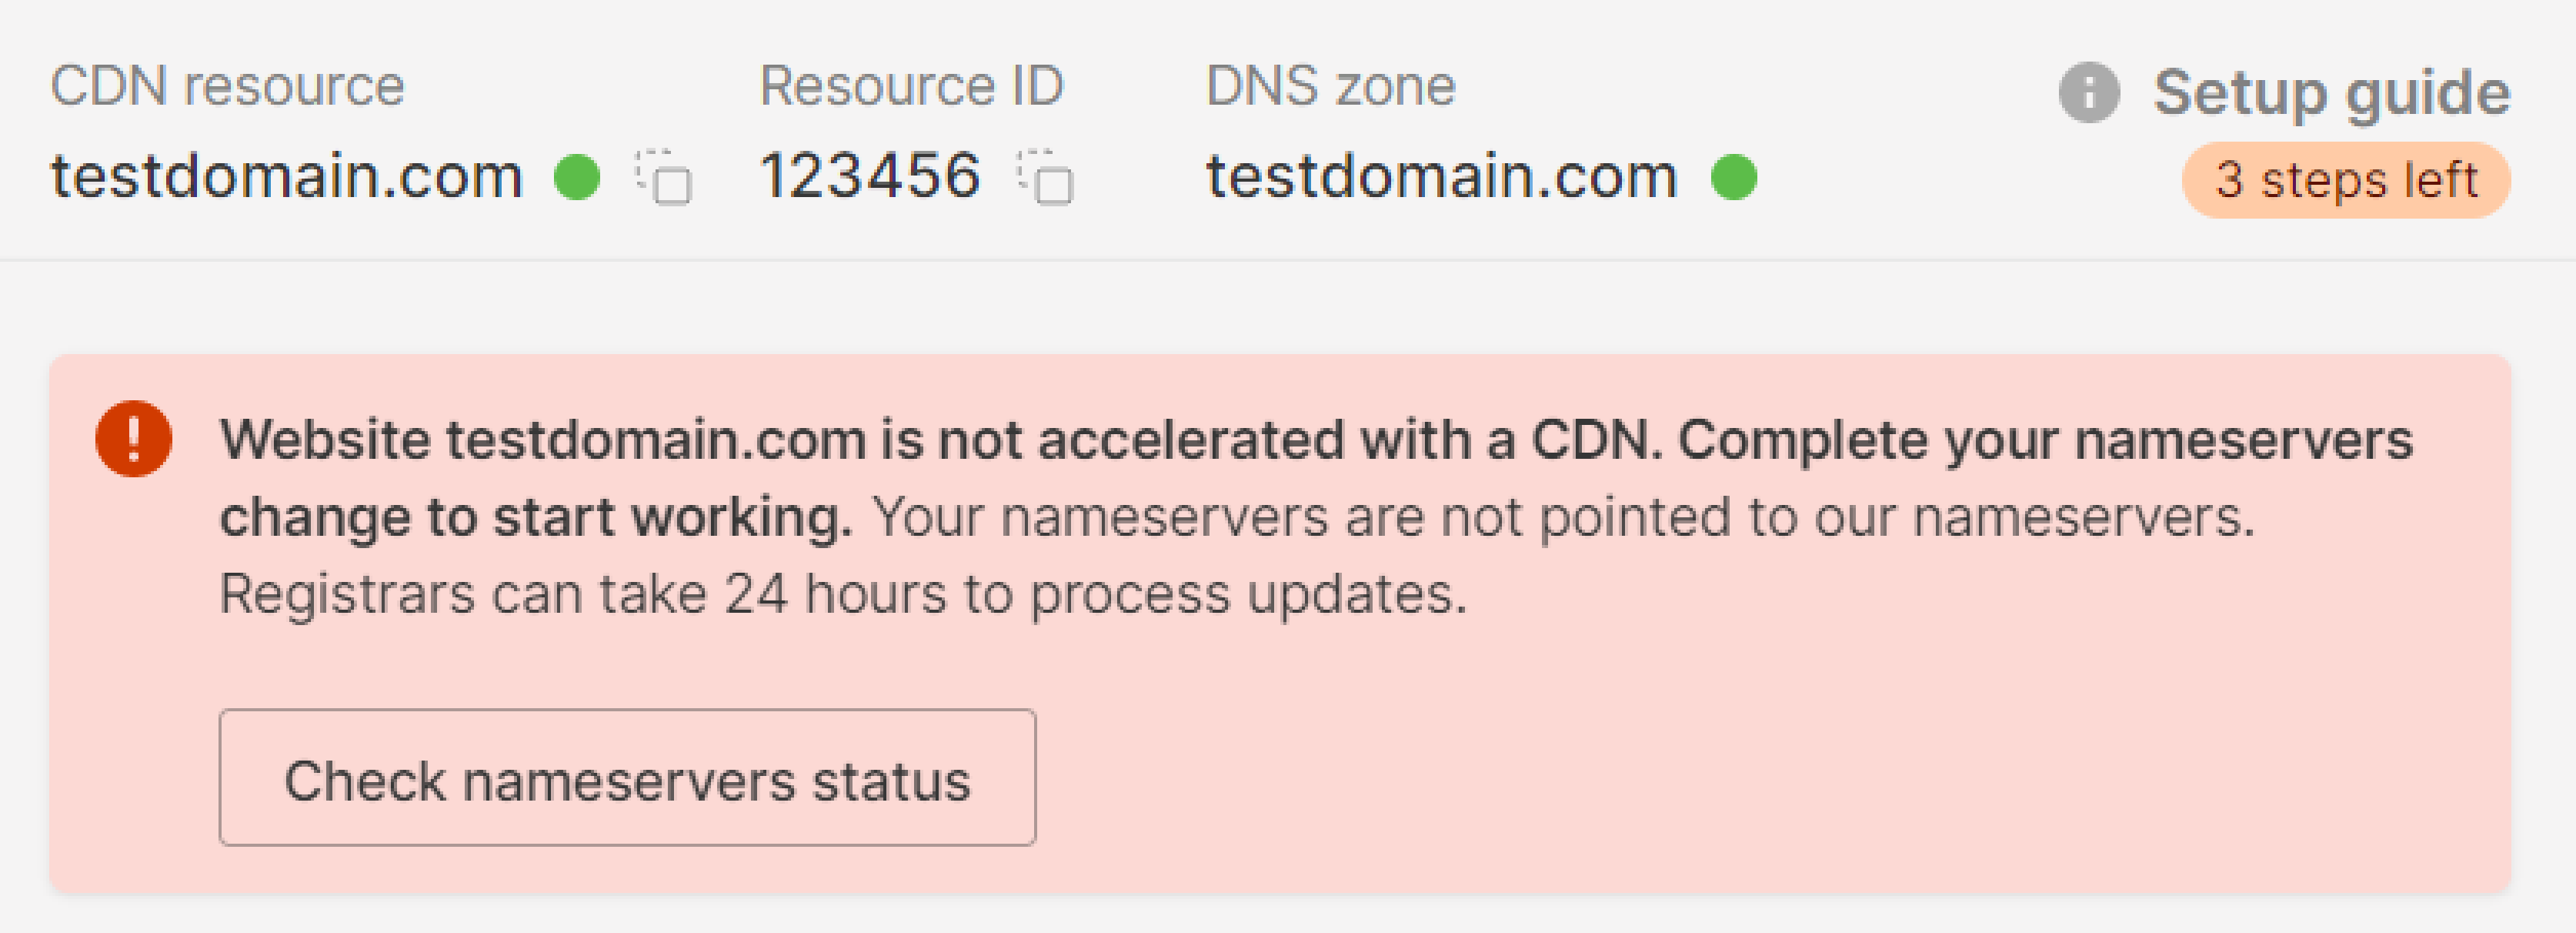 CDN resource
testdomain.com
Resource ID
123456
DNS zone
testdomain.com
Setup guide
3 steps left
Website testdomain.com is not accelerated with a CDN. Complete your nameservers
change to start working. Your nameservers are not pointed to our nameservers.
Registrars can take 24 hours to process updates.
Check nameservers status